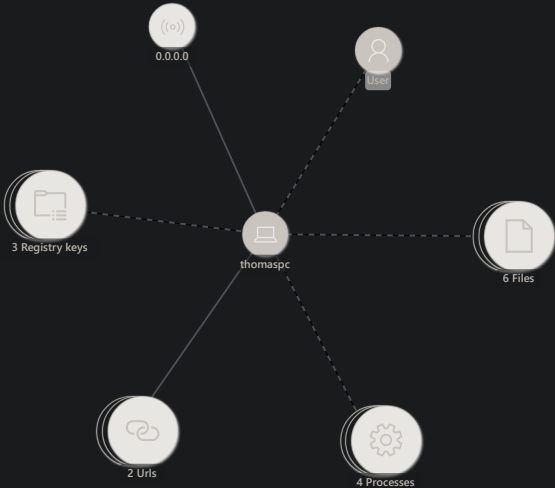 0.0.0.0
User
3 Registry keys
thomaspc
6 Files
2 Urls
4 Processes